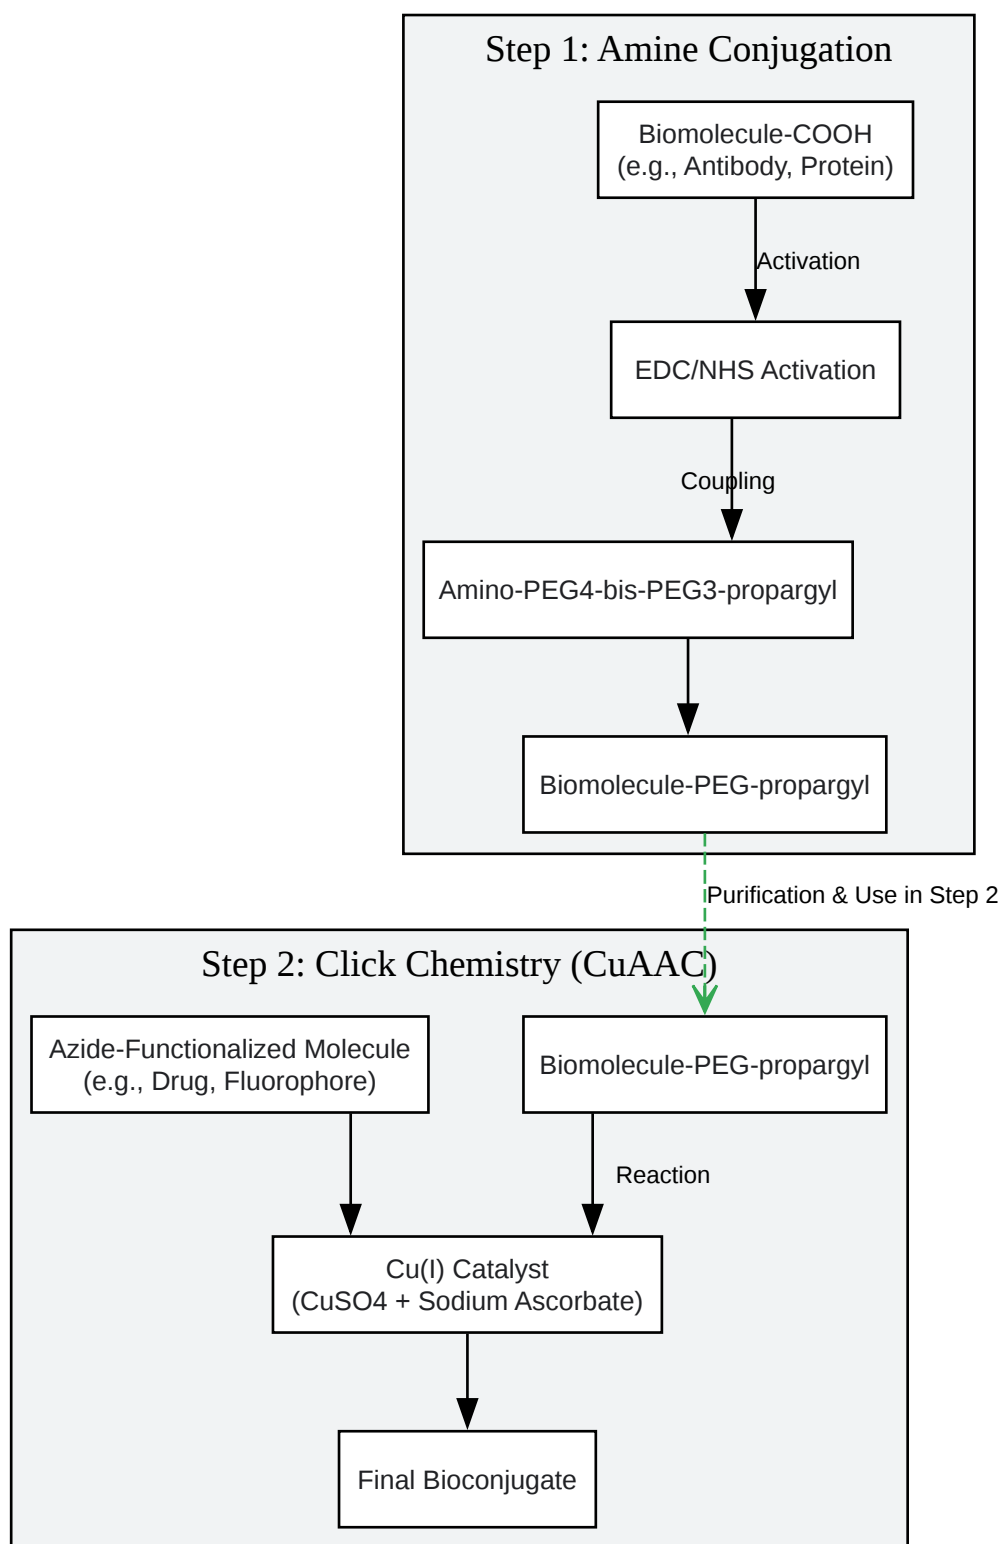 Step 1: Amine Conjugation
Biomolecule-COOH
(e.g., Antibody, Protein)
Activation
EDC/NHS Activation
Coupling
Amino-PEG4-bis-PEG3-propargyl
Biomolecule-PEG-propargyl
Purification & Use in Step 2
Step 2: Click Chemistry (CuAAC)
Azide-Functionalized Molecule
(e.g., Drug, Fluorophore)
Biomolecule-PEG-propargyl
Reaction
Cu(I) Catalyst
(CuSO4 + Sodium Ascorbate)
Final Bioconjugate